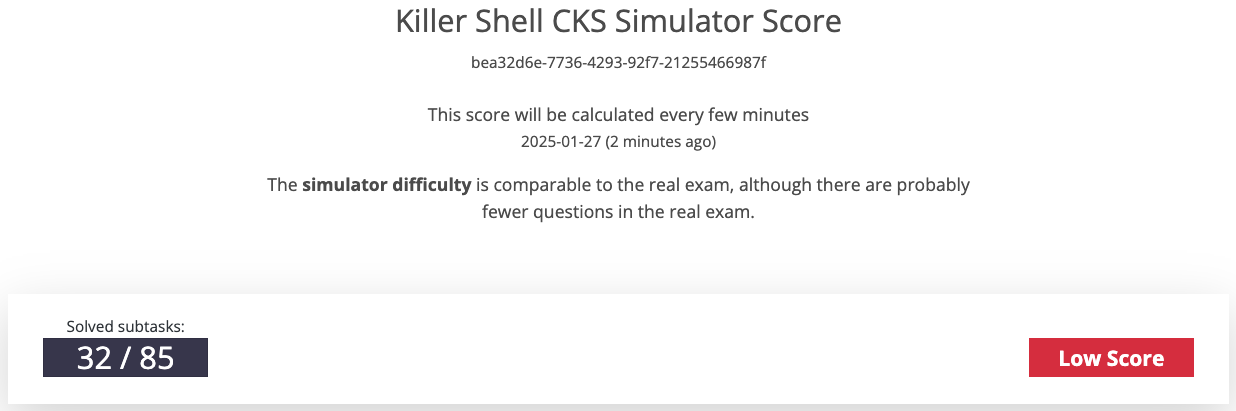 Killer Shell CKS Simulator Score
bea32d6e-7736-4293-92f7-21255466987f
This score will be calculated every few minutes
2025-01-27 (2 minutes ago)
The simulator difficulty is comparable to the real exam, although there are probably
fewer questions in the real exam.
Solved subtasks:
32 / 85
Low Score